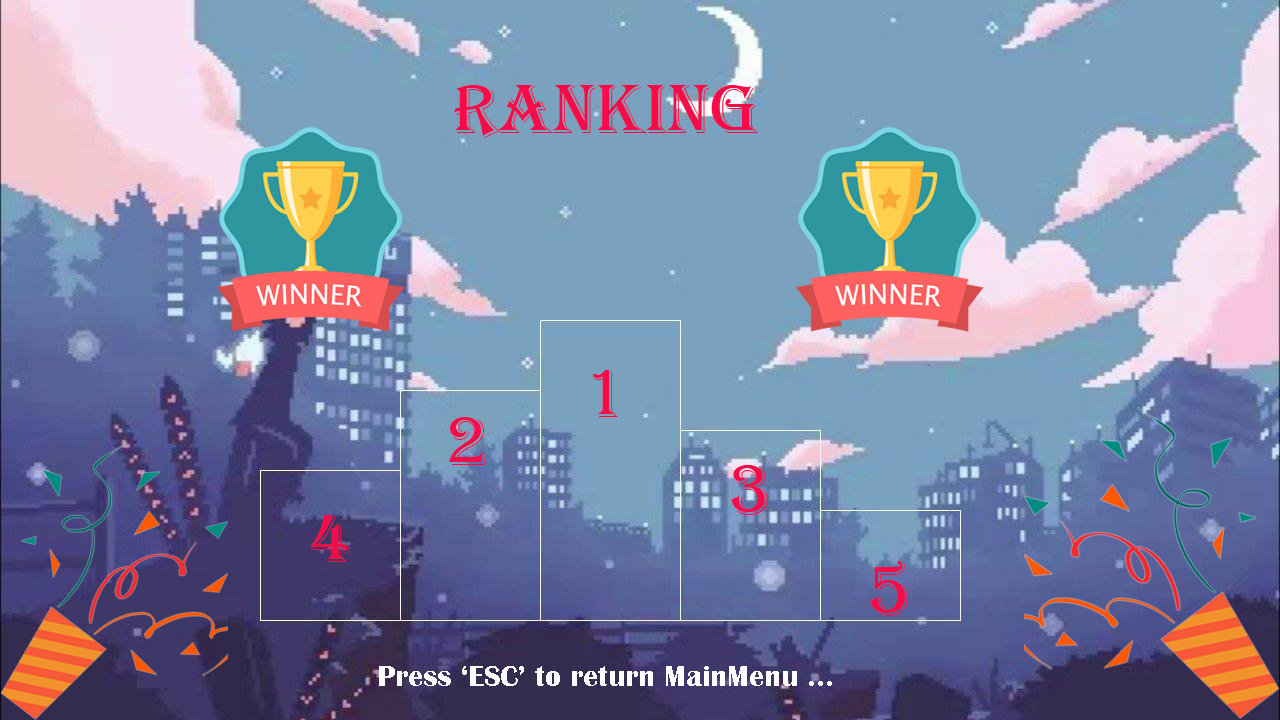 RANKING
WINNER
WINNER
1
2
3
4
5
Press ‘ESC’ to return MainMenu ...